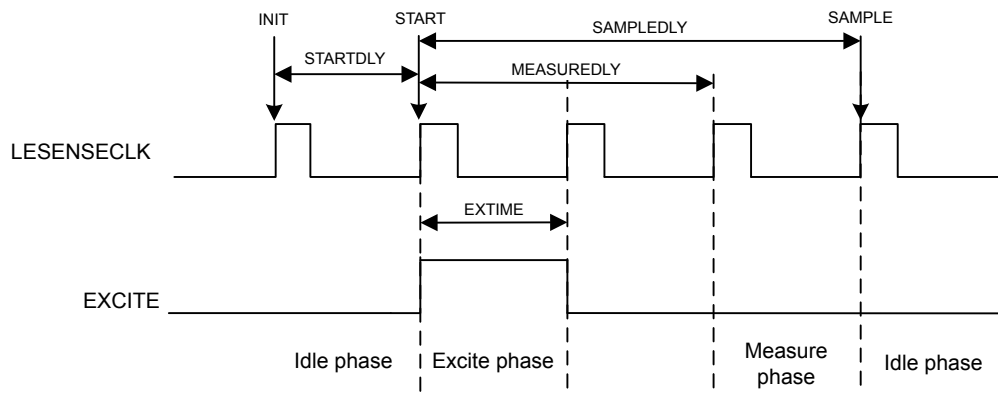 INIT
START
SAMPLE
SAMPLEDLY
STARTDLY
MEASUREDLY
LESENSECLK
EXTIME
EXCITE
Idle phase
Excite phase
Measure
phase
Idle phase